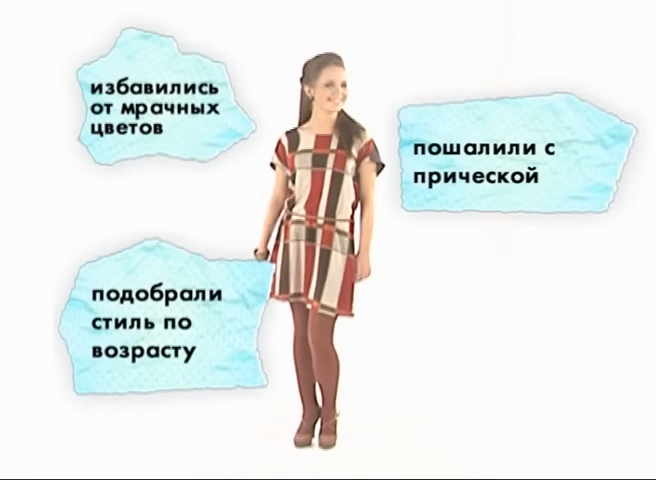 избавились
от мрачных
цветов
пошалили с
прической
подобрали
стиль по
возрасту